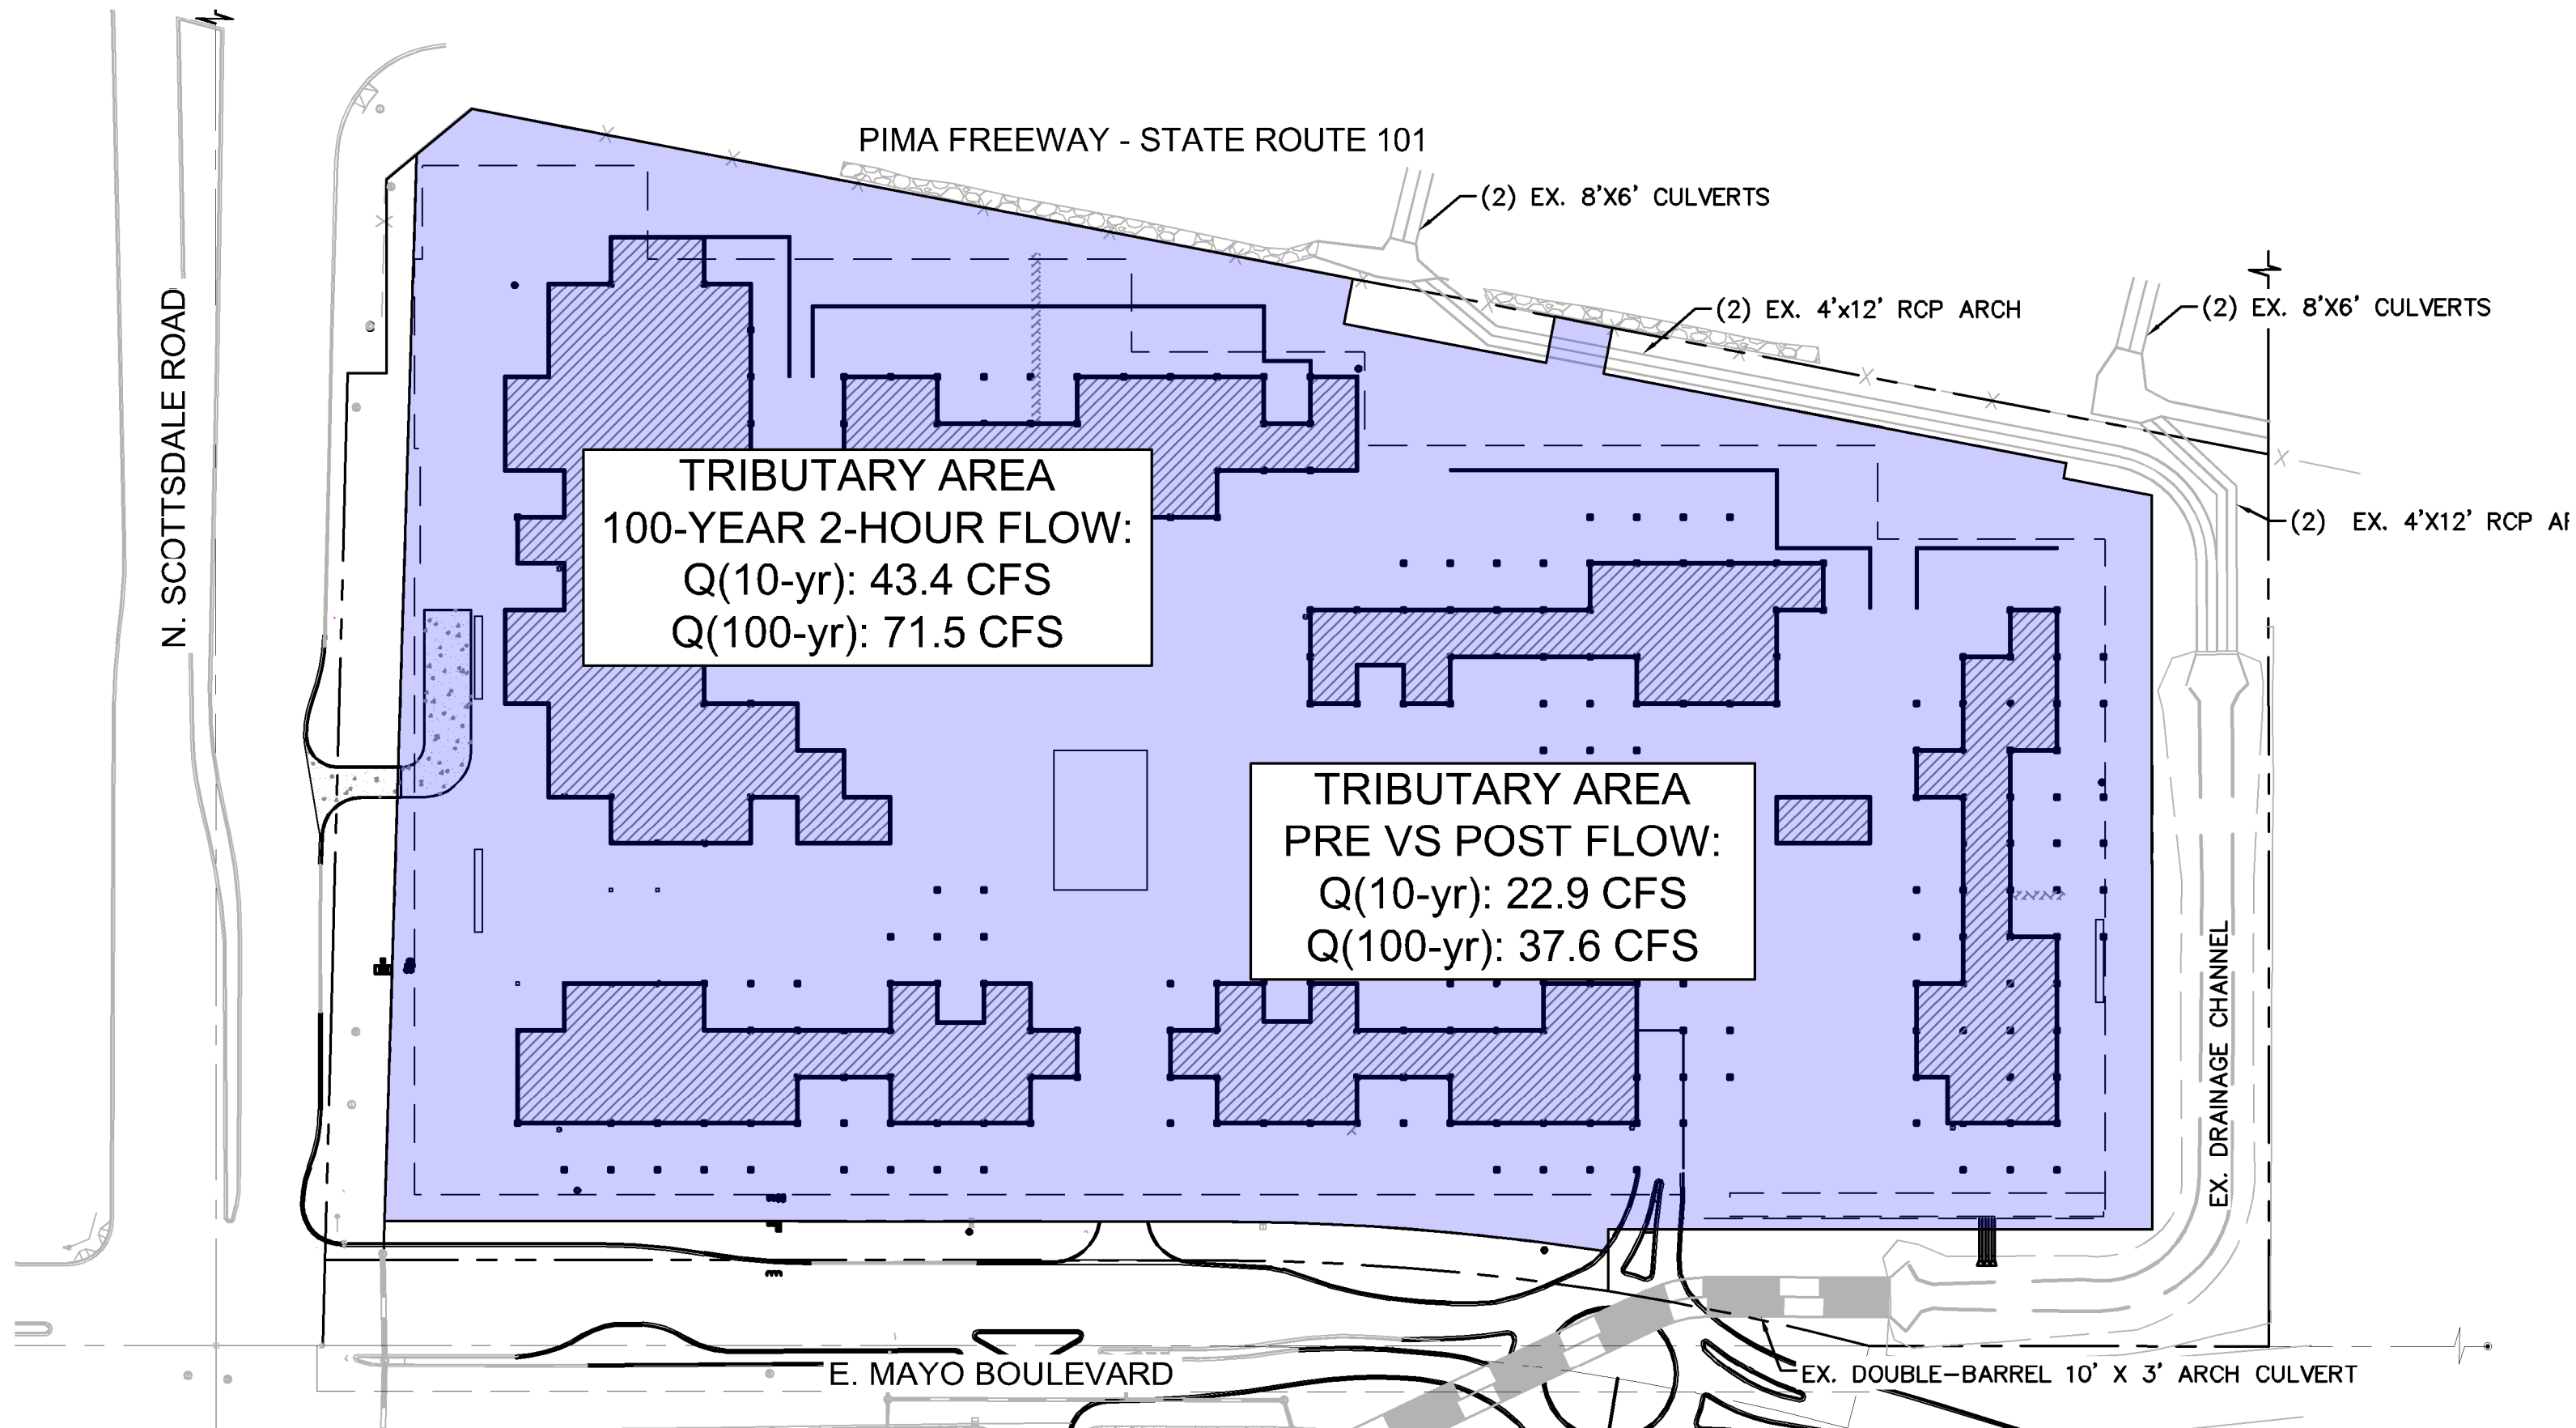 PIMA FREEWAY - STATE ROUTE 101
(2) EX. 8'X6' CULVERTS
(2) EX. 4'x12' RCP ARCH
(2) EX. 8'X6' CULVERTS
N. SCOTTSDALE ROAD
TRIBUTARY AREA
100-YEAR 2-HOUR FLOW:
Q(10-yr): 43.4 CFS
Q(100-yr): 71.5 CFS
(2) EX. 4'X12' RCP
TRIBUTARY AREA
PRE VS POST FLOW:
Q(10-yr): 22.9 CFS
Q(100-yr): 37.6 CFS
EX. DRAINAGE CHANNEL
E. MAYO BOULEVARD
EX. DOUBLE-BARREL 10' X 3' ARCH CULVERT